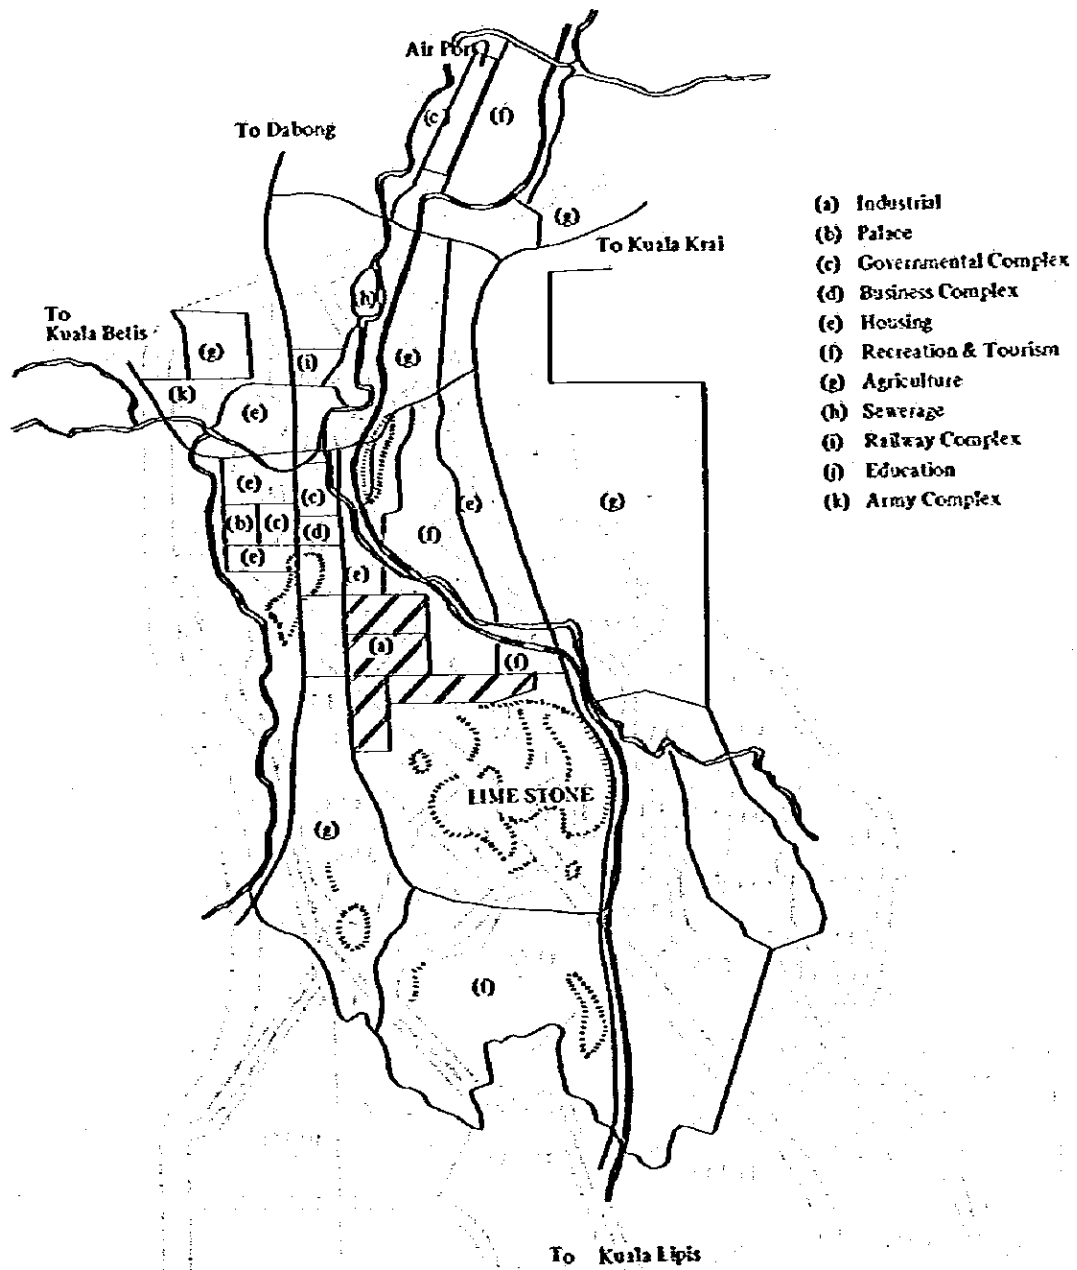 Air Port
(c)
(f)
To Dabong
(g)
To Kuala Krai
(a) Industrial
(b) Palace
(c) Governmental Complex
(d) Business Complex
(e) Housing
(f) Recreation & Tourism
(g) Agriculture
(h) Sewerage
(i) Railway Complex
(j) Education
(k) Army Complex
(h)
To
Kuala Betis
(g)
(i)
(g)
(k)
(e)
(e)
(c)
(e)
(g)
(b)
(c)
(d)
(f)
(e)
(e)
(a)
(f)
LIME STONE
(g)
(f)
To Kuala Lipis